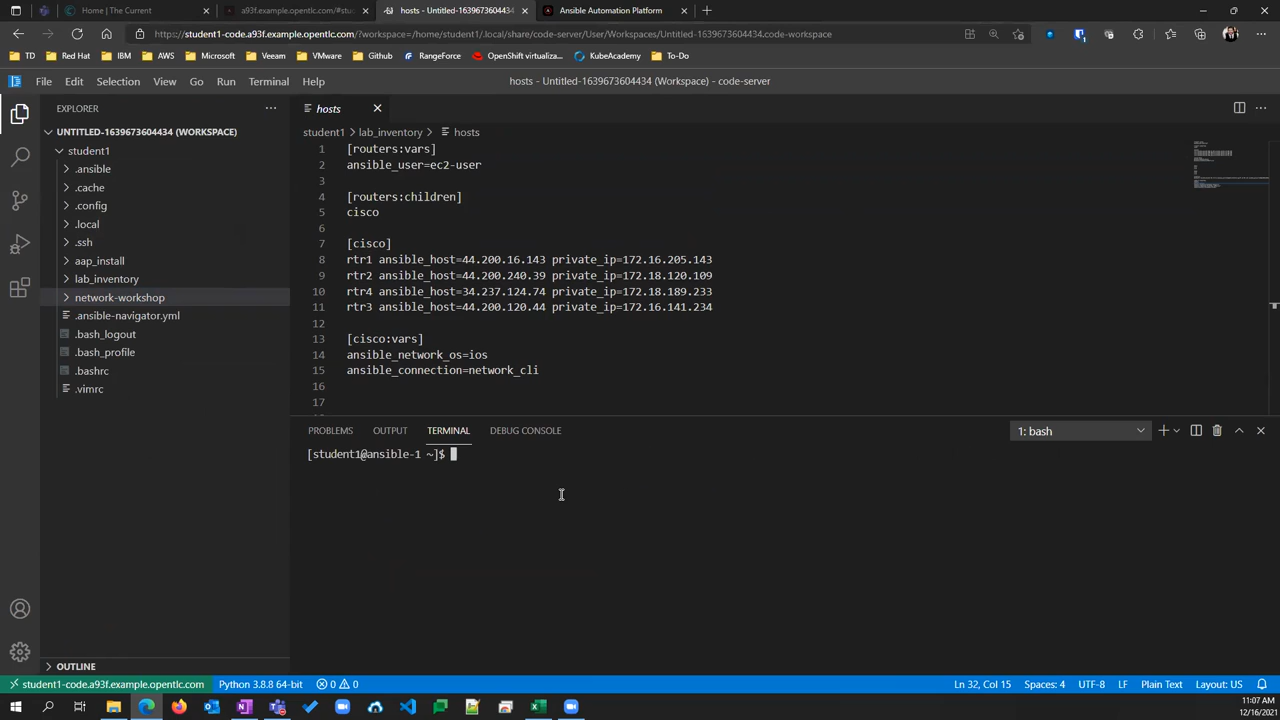 Home | The Current
a93f.example.opentlc.com/#stu
hosts - Untitled-1639673604434
Ansible Automation Platform
http://student1-code.a93f.example.opentlc.com/?workspace=/home/student1/.local/share/code-server/User/Workspaces/Untitled-1639673604434.code-workspace
TD Red Hat IBM AWS Microsoft Veeam VMware Github RangeForce OpenShift virtualiza... KubeAcademy To-Do
File Edit Selection View Go Run Terminal Help
hosts - Untitled-1639673604434 (Workspace) - code-server
EXPLORER
UNTITLED-1639673604434 (WORKSPACE)
student1
.ansible
.cache
.config
.local
.ssh
aap_install
lab_inventory
network-workshop
.ansible-navigator.yml
.bash_logout
.bash_profile
.bashrc
.vimrc
OUTLINE
hosts
student1 > lab_inventory > hosts
1 [routers:vars]
2 ansible_user=ec2-user
3
4 [routers:children]
5 cisco
6
7 [cisco]
8 rtr1 ansible_host=44.200.16.143 private_ip=172.16.205.143
9 rtr2 ansible_host=44.200.240.39 private_ip=172.18.120.109
10 rtr4 ansible_host=34.237.124.74 private_ip=172.18.189.233
11 rtr3 ansible_host=44.200.120.44 private_ip=172.16.141.234
12
13 [cisco:vars]
14 ansible_network_os=ios
15 ansible_connection=network_cli
16
17
PROBLEMS OUTPUT TERMINAL DEBUG CONSOLE
1: bash
[student1@ansible-1 ~]$
student1-code.a93f.example.opentlc.com Python 3.8.8 64-bit 0 0
Ln 32, Col 15 Spaces: 4 UTF-8 LF Plain Text Layout: US
11:07 AM
12/16/2021